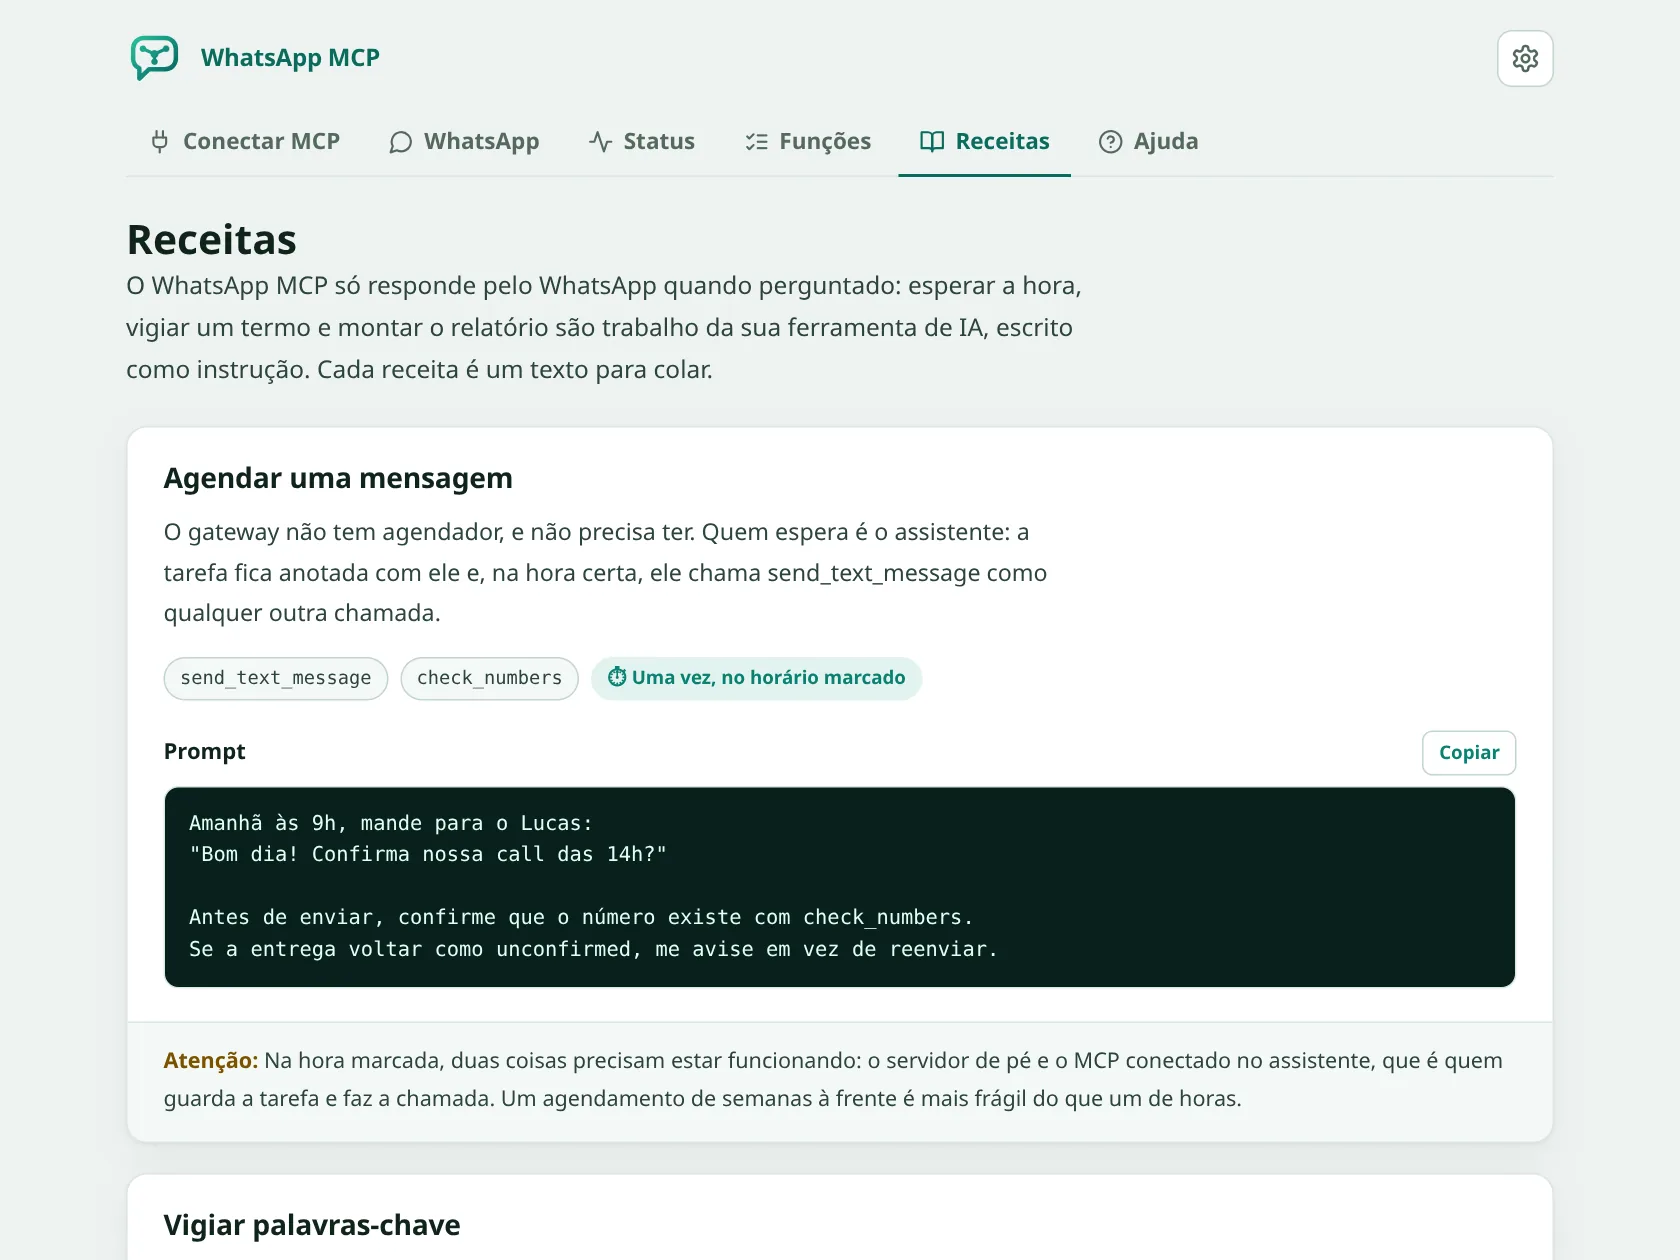 WhatsApp MCP
Conectar MCP
WhatsApp
Status
Funções
Receitas
Ajuda
Receitas
O WhatsApp MCP só responde pelo WhatsApp quando perguntado: esperar a hora,
vigiar um termo e montar o relatório são trabalho da sua ferramenta de IA, escrito
como instrução. Cada receita é um texto para colar.
Agendar uma mensagem
O gateway não tem agendador, e não precisa ter. Quem espera é o assistente: a
tarefa fica anotada com ele e, na hora certa, ele chama send_text_message como
qualquer outra chamada.
send_text_message
check_numbers
Uma vez, no horário marcado
Prompt
Copiar
Amanhã às 9h, mande para o Lucas:
"Bom dia! Confirma nossa call das 14h?"
Antes de enviar, confirme que o número existe com check_numbers.
Se a entrega voltar como unconfirmed, me avise em vez de reenviar.
Atenção: Na hora marcada, duas coisas precisam estar funcionando: o servidor de pé e o MCP conectado no assistente, que é quem
guarda a tarefa e faz a chamada. Um agendamento de semanas à frente é mais frágil do que um de horas.
Vigiar palavras-chave